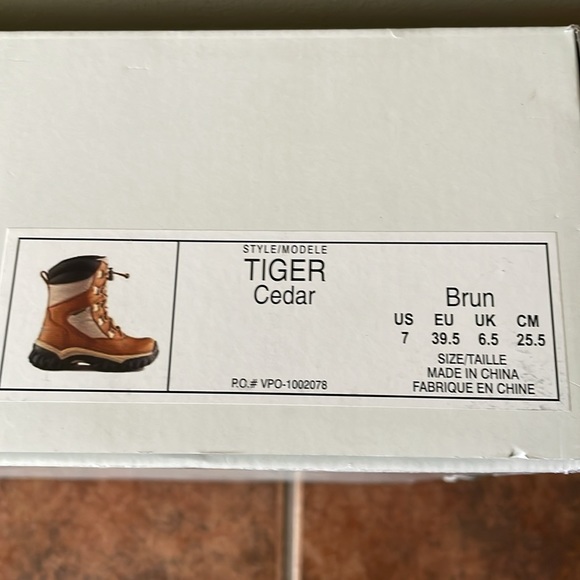 STYLE/MODELE
TIGER
Cedar
Brun
US EU UK CM
7 39.5 6.5 25.5
SIZE/TAILLE
MADE IN CHINA
FABRIQUE EN CHINE
P.O.# VPO-1002078